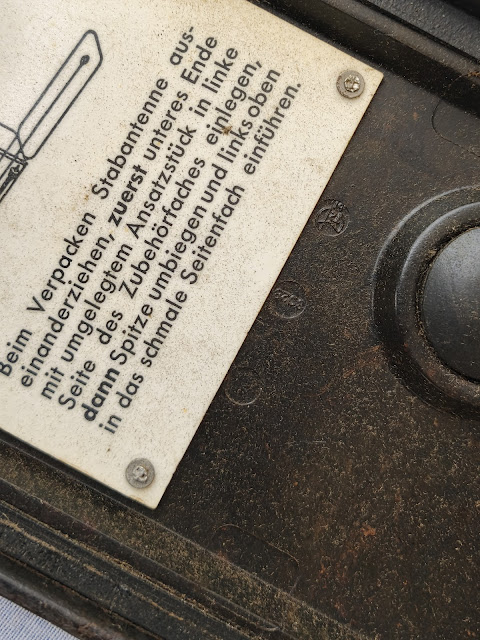 Beim Verpacken Stabantenne aus-
einanderziehen, zuerst unteres Ende
mit umgelegtem Ansatzstück in linke
Seite des Zubehörfaches einlegen,
dann Spitze umbiegen und links oben
in das schmale Seitenfach einführen.